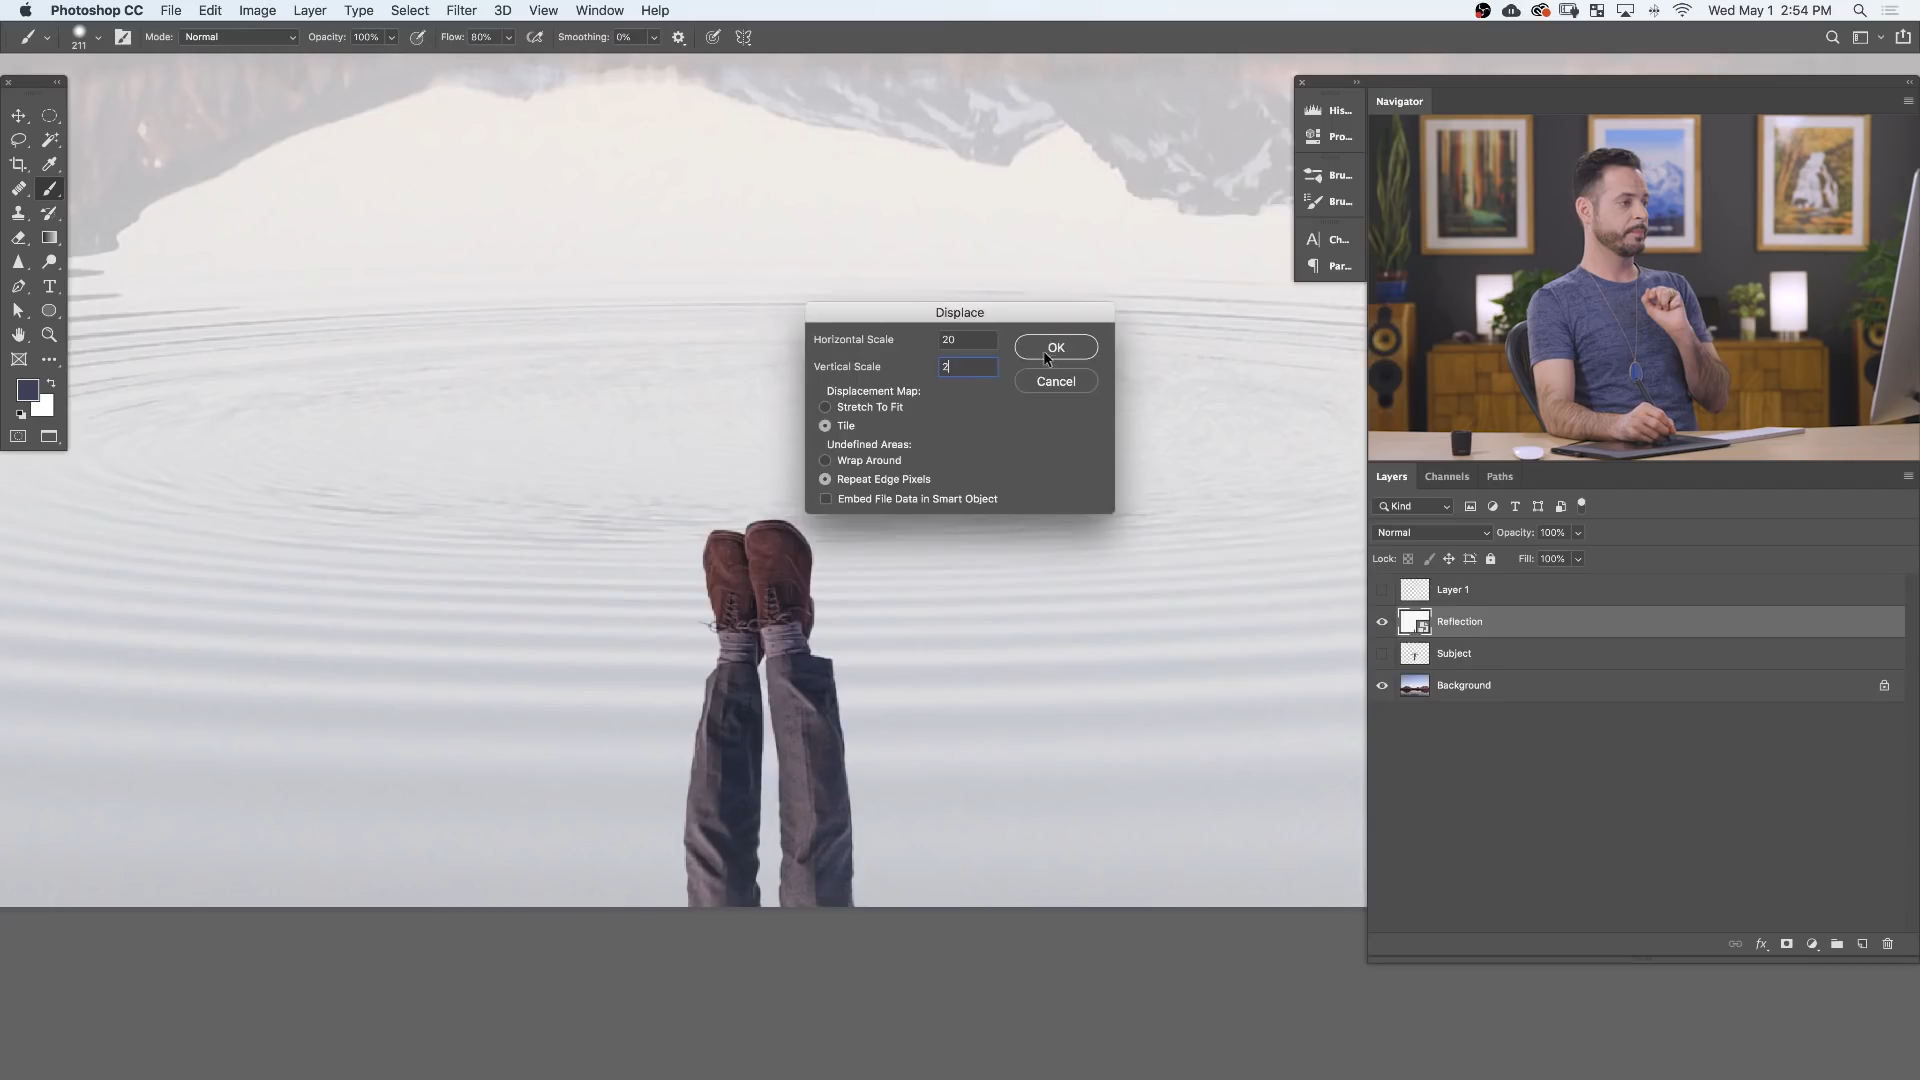 Photoshop CC File Edit Image Layer Type Select Filter 3D View Window Help Wed May 1 2:54 PM
211 Mode: Normal Opacity: 100% Flow: 80% Smoothing: 0%
His...
Pro...
Bru...
Bru...
A| Ch...
Par...
Navigator
Displace
Horizontal Scale 20
Vertical Scale 2
OK
Cancel
Displacement Map:
Stretch To Fit
Tile
Undefined Areas:
Wrap Around
Repeat Edge Pixels
Embed File Data in Smart Object
Layers Channels Paths
Kind
Normal Opacity: 100%
Lock: Fill: 100%
Layer 1
Reflection
Subject
Background
fx